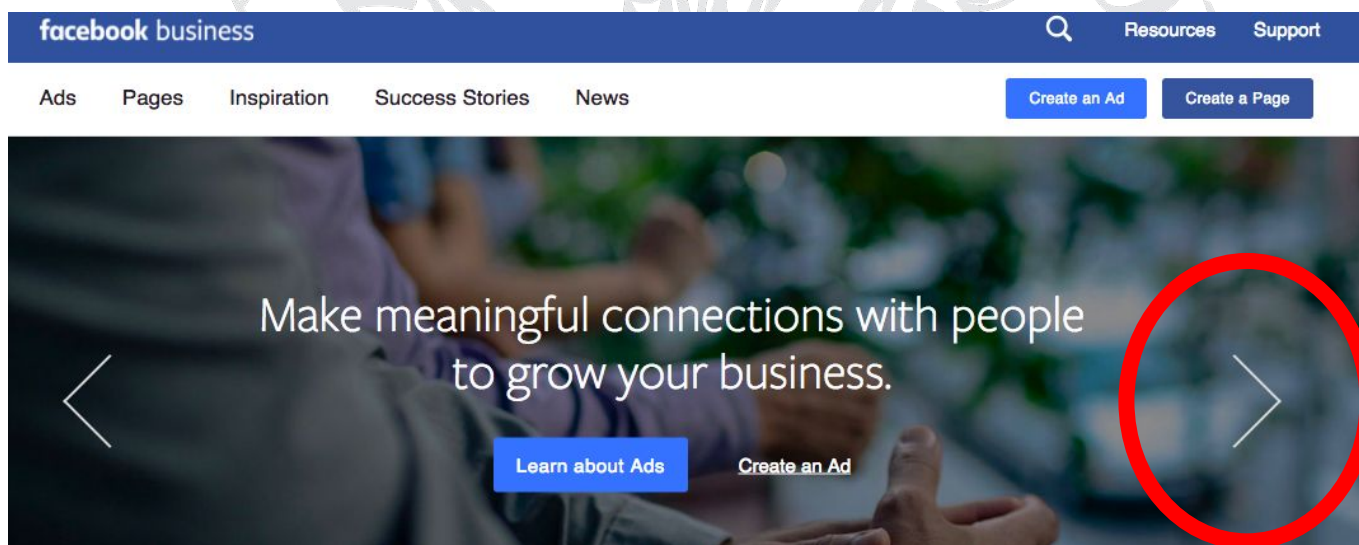 facebook business
Resources Support
Ads Pages Inspiration Success Stories News
Create an Ad Create a Page
Make meaningful connections with people
to grow your business.
Learn about Ads Create an Ad